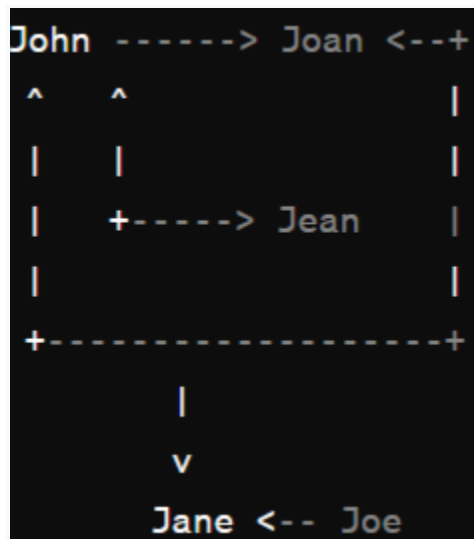 John ------> Joan <--+
 ^   ^               |
 |   |               |
 |   +-----> Jean    |
 |                   |
 +-------------------+
        |
        v
       Jane <-- Joe